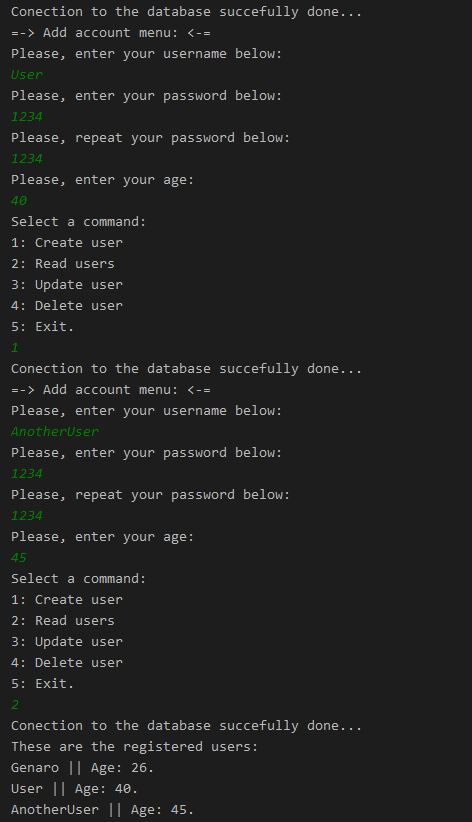 Conection to the database succefully done...
=-> Add account menu: <-=
Please, enter your username below:
User
Please, enter your password below:
1234
Please, repeat your password below:
1234
Please, enter your age:
40
Select a command:
1: Create user
2: Read users
3: Update user
4: Delete user
5: Exit.
1
Conection to the database succefully done...
=-> Add account menu: <-=
Please, enter your username below:
AnotherUser
Please, enter your password below:
1234
Please, repeat your password below:
1234
Please, enter your age:
45
Select a command:
1: Create user
2: Read users
3: Update user
4: Delete user
5: Exit.
2
Conection to the database succefully done...
These are the registered users:
Genaro || Age: 26.
User || Age: 40.
AnotherUser || Age: 45.